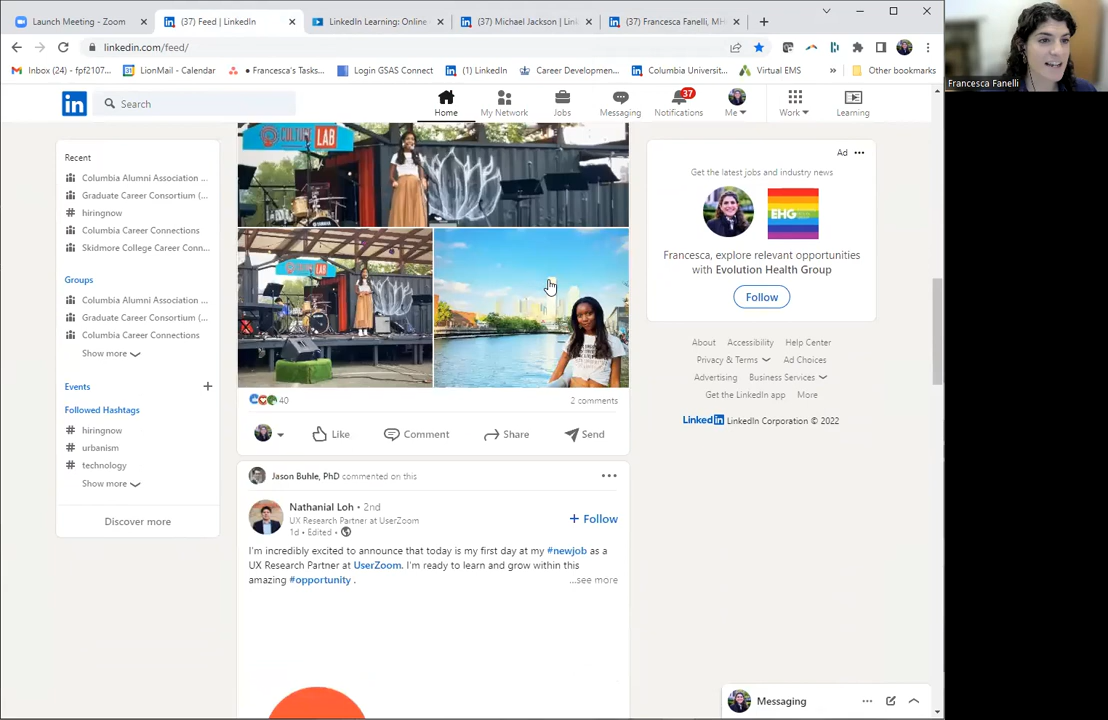 Launch Meeting - Zoom
(37) Feed | LinkedIn
LinkedIn Learning: Online
(37) Michael Jackson | Link
(37) Francesca Fanelli, MH
linkedin.com/feed/
Francesca Fanelli
Inbox (24) - fpf2107...
LionMail - Calendar
Francesca's Tasks...
Login GSAS Connect
(1) LinkedIn
Career Developmen...
Columbia Universit...
Virtual EMS
»
Other bookmarks
in
Search
Home
My Network
Jobs
Messaging
37
Notifications
Me
Work
Learning
Recent
Columbia Alumni Association ...
Graduate Career Consortium (...
# hiringnow
Columbia Career Connections
Skidmore College Career Conn...
Groups
Columbia Alumni Association ...
Graduate Career Consortium (...
Columbia Career Connections
Show more
Events
+
Followed Hashtags
# hiringnow
# urbanism
# technology
Show more
Discover more
CULTURE LAB
CULTURE LAB
40
2 comments
Like
Comment
Share
Send
Jason Buhle, PhD commented on this
Nathanial Loh • 2nd
UX Research Partner at UserZoom
1d • Edited •
+ Follow
I'm incredibly excited to announce that today is my first day at my #newjob as a
UX Research Partner at UserZoom. I'm ready to learn and grow within this
amazing #opportunity .
...see more
Ad
Get the latest jobs and industry news
EHG
Francesca, explore relevant opportunities
with Evolution Health Group
Follow
About Accessibility Help Center
Privacy & Terms Ad Choices
Advertising Business Services
Get the LinkedIn app More
Linked in LinkedIn Corporation © 2022
Messaging